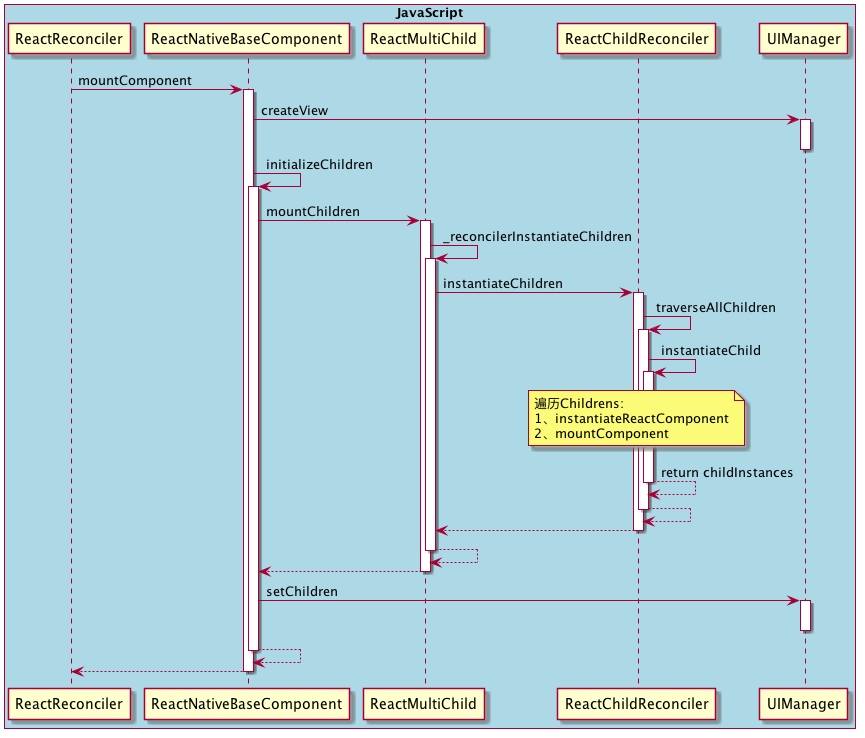 JavaScript
ReactReconciler
ReactNativeBaseComponent
ReactMultiChild
ReactChildReconciler
UIManager
mountComponent
createView
initializeChildren
mountChildren
_reconcilerInstantiateChildren
instantiateChildren
traverseAllChildren
instantiateChild
遍历Childrens:
1、instantiateReactComponent
2、mountComponent
return childInstances
setChildren
ReactReconciler
ReactNativeBaseComponent
ReactMultiChild
ReactChildReconciler
UIManager